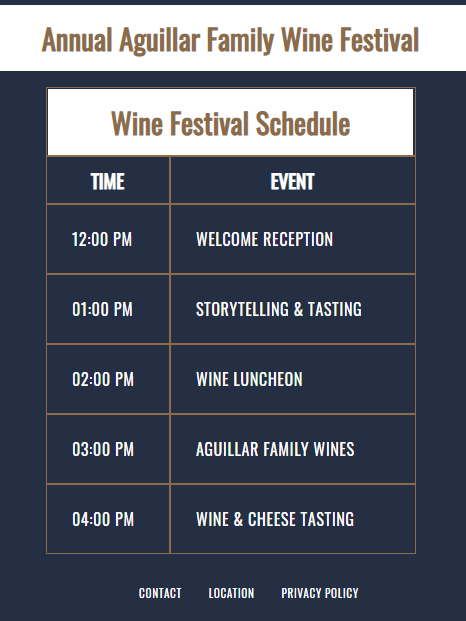 Annual Aguillar Family Wine Festival
Wine Festival Schedule
TIME EVENT
12:00 PM WELCOME RECEPTION
01:00 PM STORYTELLING & TASTING
02:00 PM WINE LUNCHEON
03:00 PM AGUILLAR FAMILY WINES
04:00 PM WINE & CHEESE TASTING
CONTACT LOCATION PRIVACY POLICY